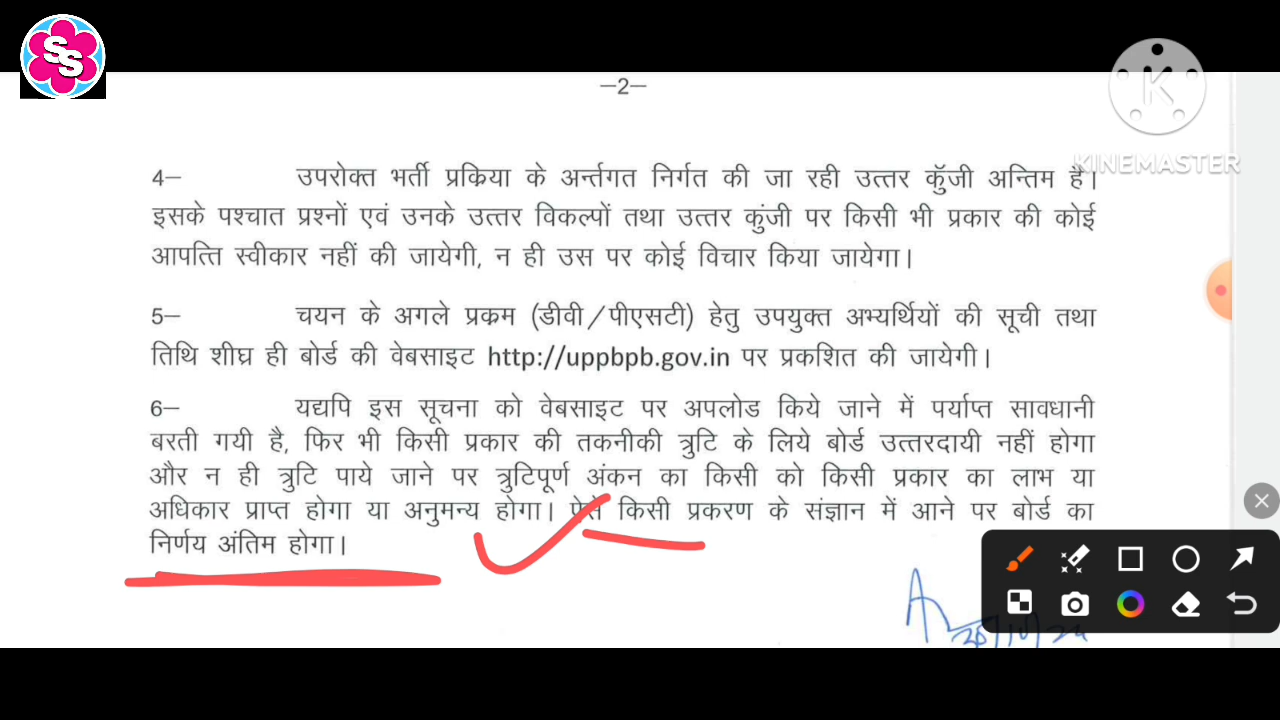 SS
—2—
KINEMASTER
4— उपरोक्त भर्ती प्रक्रिया के अर्न्तगत निर्गत की जा रही उत्तर कुॅंजी अन्तिम है।
इसके पश्चात प्रश्नों एवं उनके उत्तर विकल्पों तथा उत्तर कुंजी पर किसी भी प्रकार की कोई
आपत्ति स्वीकार नहीं की जायेगी, न ही उस पर कोई विचार किया जायेगा।
5— चयन के अगले प्रक्रम (डीवी/पीएसटी) हेतु उपयुक्त अभ्यर्थियों की सूची तथा
तिथि शीघ्र ही बोर्ड की वेबसाइट http://uppbpb.gov.in पर प्रकशित की जायेगी।
6— यद्यपि इस सूचना को वेबसाइट पर अपलोड किये जाने में पर्याप्त सावधानी
बरती गयी है, फिर भी किसी प्रकार की तकनीकी त्रुटि के लिये बोर्ड उत्तरदायी नहीं होगा
और न ही त्रुटि पाये जाने पर त्रुटिपूर्ण अंकन का किसी को किसी प्रकार का लाभ या
अधिकार प्राप्त होगा या अनुमन्य होगा। ऐसे किसी प्रकरण के संज्ञान में आने पर बोर्ड का
निर्णय अंतिम होगा।